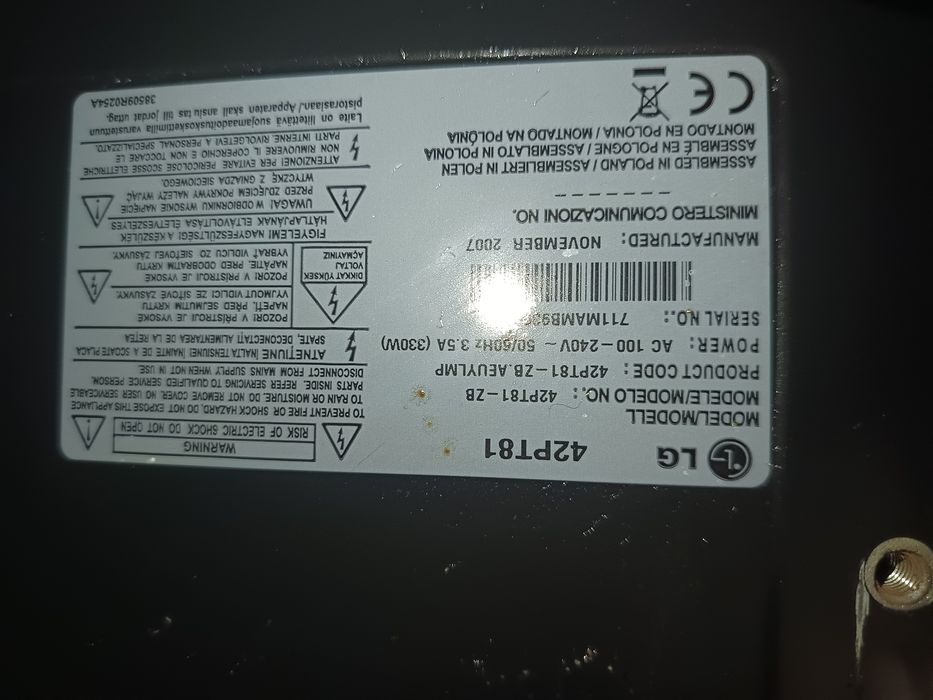 LG 42PT81
MODEL/MODELL
MODELE/MODELO NO.: 42PT81-ZB
PRODUCT CODE: 42PT81-ZB.AEUYLMP
POWER: AC 100-240V ~ 50/60Hz 3.5A (330W)
SERIAL NO.: 711MAMB
MANUFACTURED: NOVEMBER 2007
MINISTERO COMUNICAZIONI NO.
ASSEMBLED IN POLAND / ASSEMBLIERT IN POLEN
ASSEMBLÉ EN POLOGNE / ASSEMBLATO IN POLONIA
MONTADO EN POLONIA / MONTADO NA POLÓNIA
CE
WARNING
RISK OF ELECTRIC SHOCK DO NOT OPEN
TO PREVENT FIRE OR SHOCK HAZARD, DO NOT EXPOSE THIS APPLIANCE
TO RAIN OR MOISTURE. DO NOT REMOVE COVER, NO USER SERVICEABLE
PARTS INSIDE. REFER SERVICING TO QUALIFIED SERVICE PERSON.
DISCONNECT FROM MAINS SUPPLY WHEN NOT IN USE.
ATNEȚIUNE ÎNALTĂ TENSIUNE! ÎNAINTE DE A SCOATE PLACA
SPATE, DECONECTAȚI ALIMENTAREA DE LA REȚEA
DIKKAT YÜKSEK
VOLTAJ
AÇMAYINIZ
POZOR! V PŘÍSTROJI JE VYSOKÉ
NAPĚTÍ. PŘED SEJMUTÍM KRYTU
VYJMOUT VIDLICI ZE SÍŤOVÉ ZÁSUVKY.
POZOR! V PRÍSTROJI JE VYSOKÉ
NAPÄTIE. PRED ODOBRATÍM KRYTU
VYBRAŤ VIDLICU ZO SIEŤOVEJ ZÁSUVKY.
FIGYELEM! NAGYFESZÜLTSÉG! A KÉSZÜLÉK
HÁTLAPJÁNAK ELTÁVOLÍTÁSA ÉLETVESZÉLYES
UWAGA! W ODBIORNIKU WYSOKIE NAPIĘCIE
PRZED ZDJĘCIEM POKRYWY NALEŻY WYJĄĆ
WTYCZKĘ Z GNIAZDA SIECIOWEGO.
ATTENZIONE! PER EVITARE PERICOLOSE SCOSSE ELETTRICHE
NON RIMUOVERE IL COPERCHIO E NON TOCCARE LE
PARTI INTERNE. RIVOLGETEVI A PERSONAL SPECIALIZZATO.
Laite on liitettävä suojamaadoituskoskettimilla varustettuun
pistorasiaan. Apparaten skall anslutas till jordat uttag.
38509R0254A